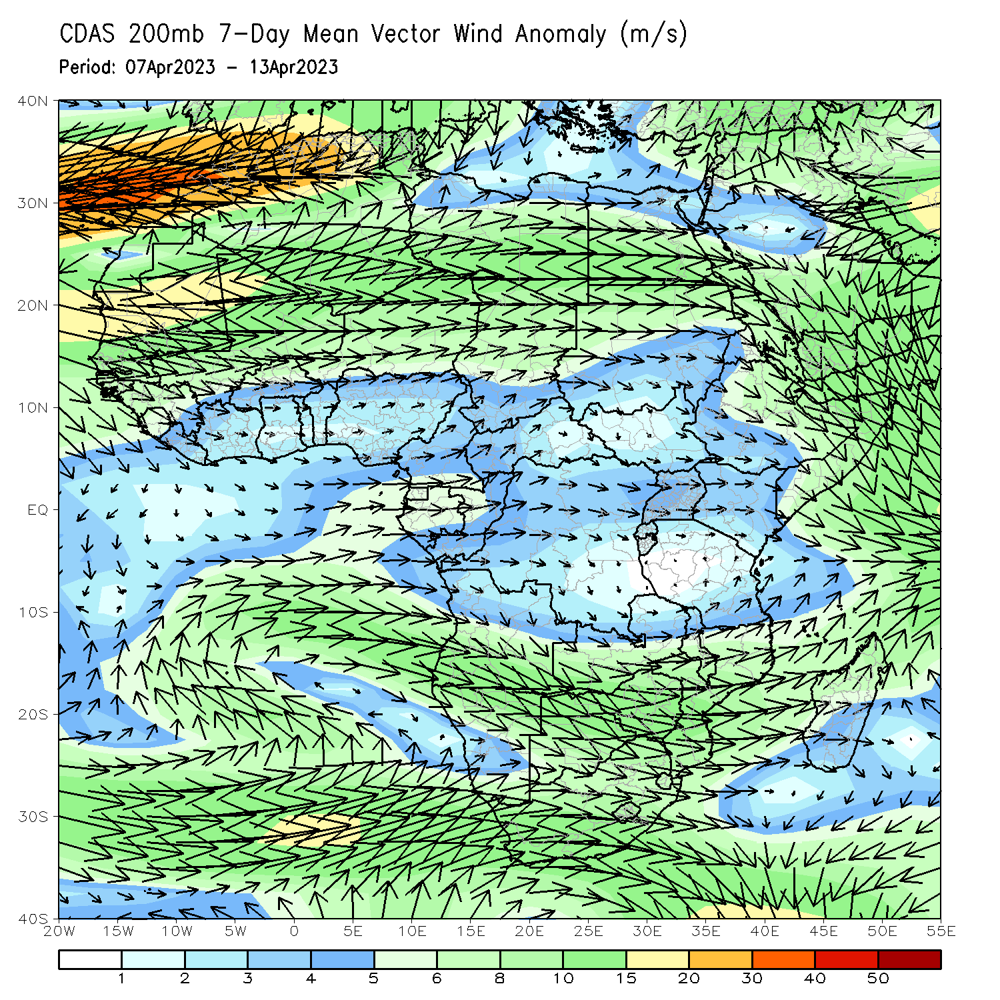 CDAS 200mb 7-Day Mean Vector Wind Anomaly (m/s)
Period: 07Apr2023 - 13Apr2023
40N
30N
20N
10N
EQ
10S
20S
30S
40S
20W 15W 10W 5W 0 5E 10E 15E 20E 25E 30E 35E 40E 45E 50E 55E
1 2 3 4 5 6 8 10 15 20 30 40 50